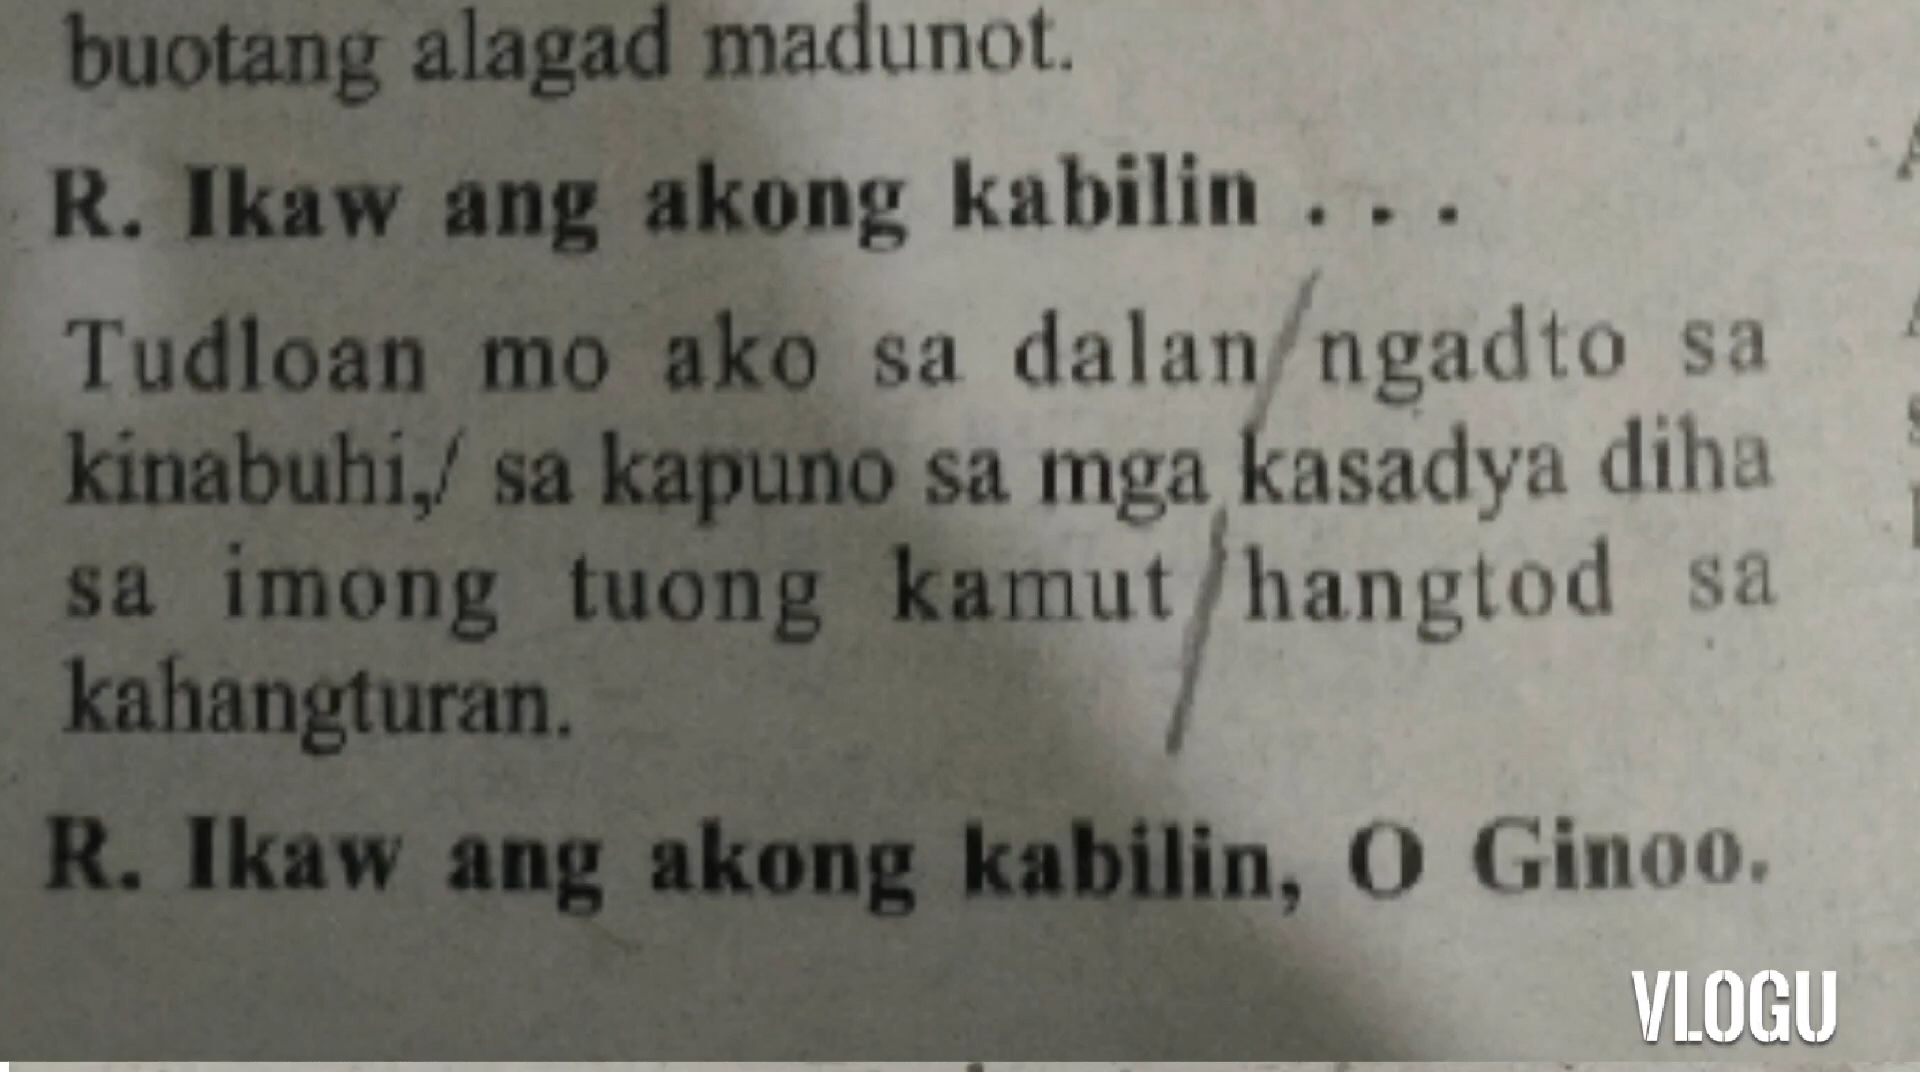 buotang alagad madunot.
R. Ikaw ang akong kabilin . . .
Tudloan mo ako sa dalan/ngadto sa
kinabuhi,/ sa kapuno sa mga kasadya diha
sa imong tuong kamut/hangtod sa
kahangturan.
R. Ikaw ang akong kabilin, O Ginoo.
VLOGU